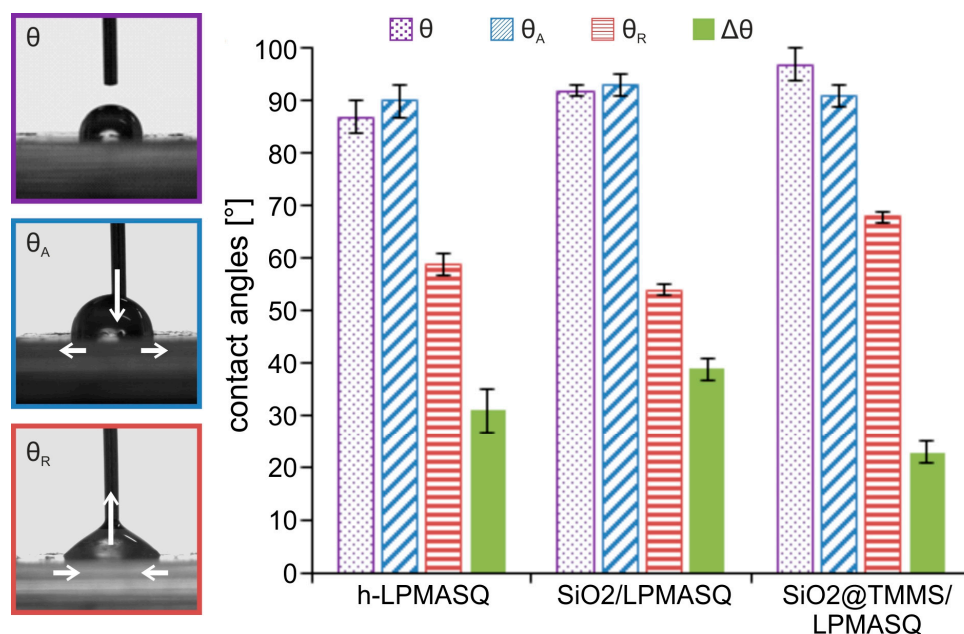 θ
θA
θR
θ
θA
θR
Δθ
contact angles [°]
100
90
80
70
60
50
40
30
20
10
0
h-LPMASQ
SiO2/LPMASQ
SiO2@TMMS/
LPMASQ